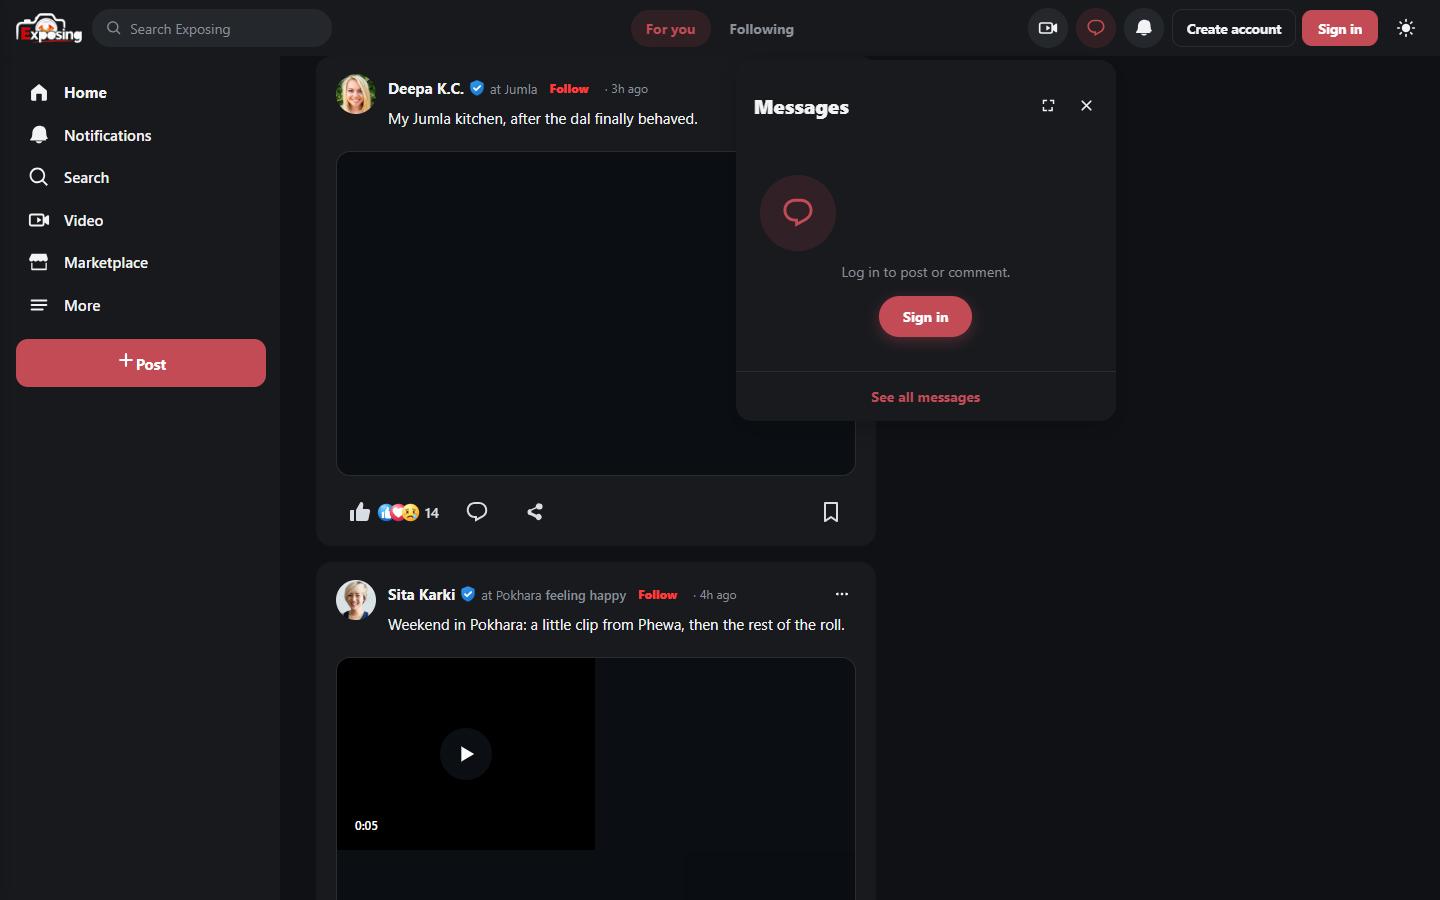 Exposing
Search Exposing
For you
Following
Create account
Sign in
Home
Notifications
Search
Video
Marketplace
More
Post
Deepa K.C. at Jumla Follow · 3h ago
My Jumla kitchen, after the dal finally behaved.
14
Sita Karki at Pokhara feeling happy Follow · 4h ago
Weekend in Pokhara: a little clip from Phewa, then the rest of the roll.
0:05
Messages
Log in to post or comment.
Sign in
See all messages